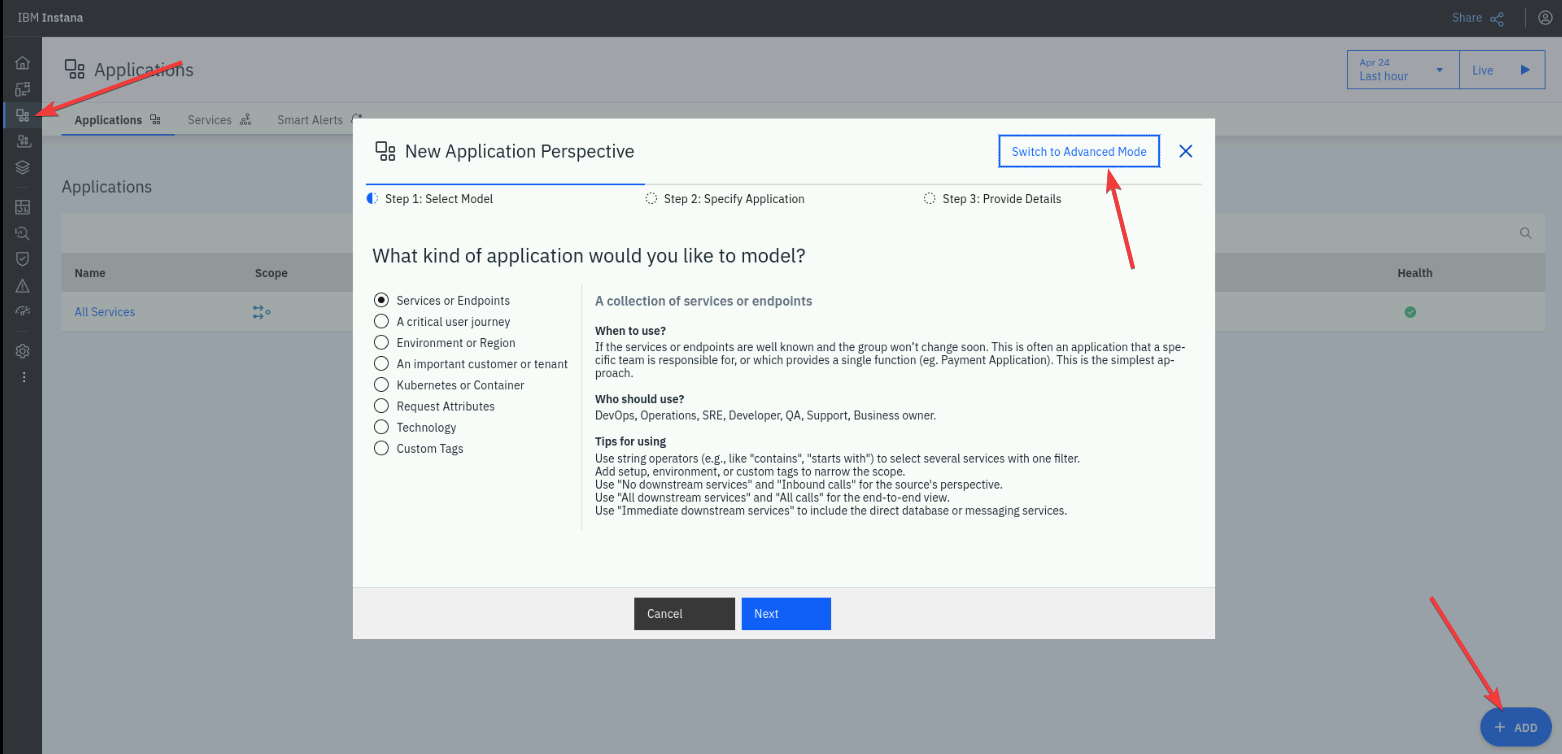 IBM Instana
Share
Applications
Apr 24
Last hour
Live
Applications
Services
Smart Alerts
New Application Perspective
Switch to Advanced Mode
Step 1: Select Model
Step 2: Specify Application
Step 3: Provide Details
Applications
What kind of application would you like to model?
Name
Scope
Health
All Services
Services or Endpoints
A critical user journey
Environment or Region
An important customer or tenant
Kubernetes or Container
Request Attributes
Technology
Custom Tags
A collection of services or endpoints
When to use?
If the services or endpoints are well known and the group won't change soon. This is often an application that a spe-
cific team is responsible for, or which provides a single function (eg. Payment Application). This is the simplest ap-
proach.
Who should use?
DevOps, Operations, SRE, Developer, QA, Support, Business owner.
Tips for using
Use string operators (e.g., like "contains", "starts with") to select several services with one filter.
Add setup, environment, or custom tags to narrow the scope.
Use "No downstream services" and "Inbound calls" for the source's perspective.
Use "All downstream services" and "All calls" for the end-to-end view.
Use "Immediate downstream services" to include the direct database or messaging services.
Cancel
Next
+ ADD